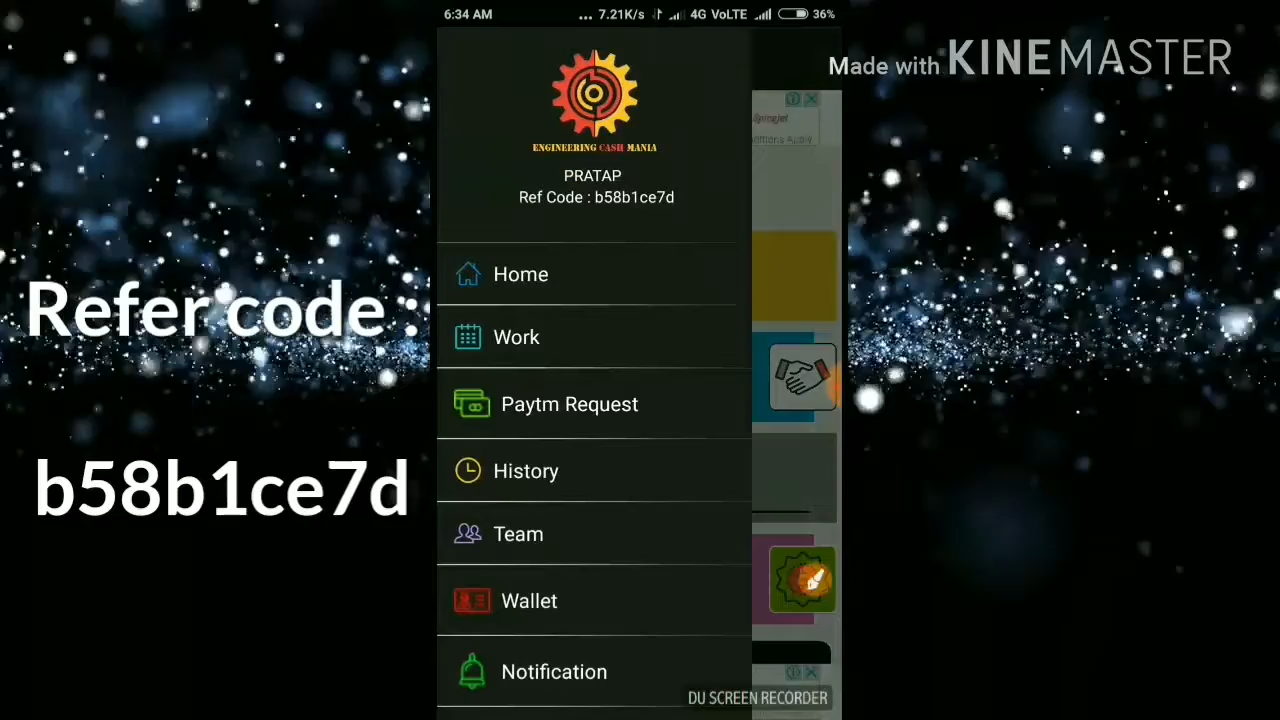 6:34 AM
... 7.21K/s 4G VoLTE 36%
Made with KINEMASTER
ENGINEERING CASH MANIA
PRATAP
Ref Code : b58b1ce7d
Refer code :
b58b1ce7d
Home
Work
Paytm Request
History
Team
Wallet
Notification
DU SCREEN RECORDER